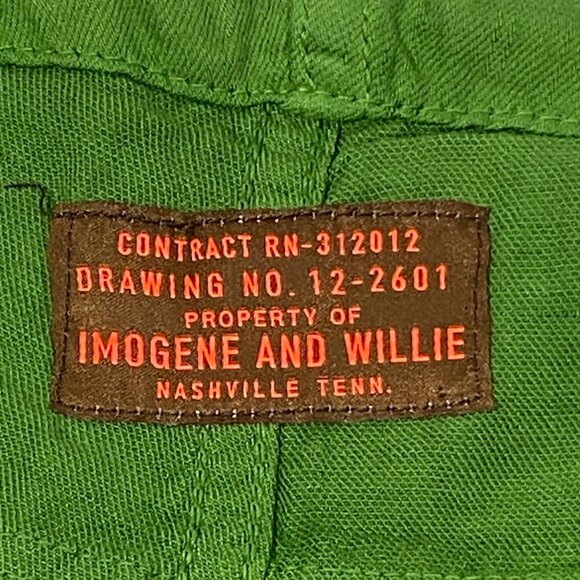 CONTRACT RN-312012
DRAWING NO. 12-2601
PROPERTY OF
IMOGENE AND WILLIE
NASHVILLE TENN.